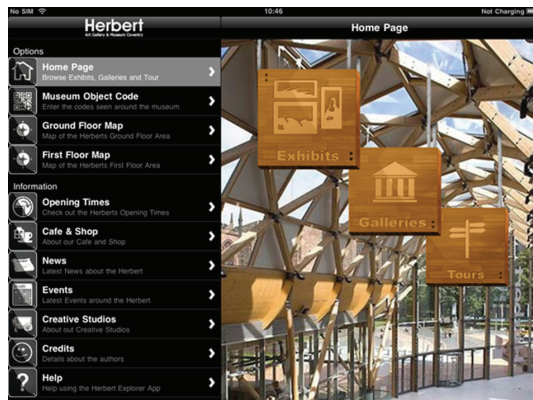 No SIM
10:46
Not Charging
Herbert
Art Gallery & Museum Coventry
Home Page
Options
Home Page
Browse Exhibits, Galleries and Tour
Museum Object Code
Enter the codes seen around the museum
Ground Floor Map
Map of the Herberts Ground Floor Area
First Floor Map
Map of the Herberts First Floor Area
Information
Opening Times
Check out the Herberts Opening Times
Cafe & Shop
About our Cafe and Shop
News
Latest News about the Herbert
Events
Latest Events around the Herbert
Creative Studios
About out Creative Studios
Credits
Details about the authors
Help
Help using the Herbert Explorer App
Exhibits
Galleries
Tours